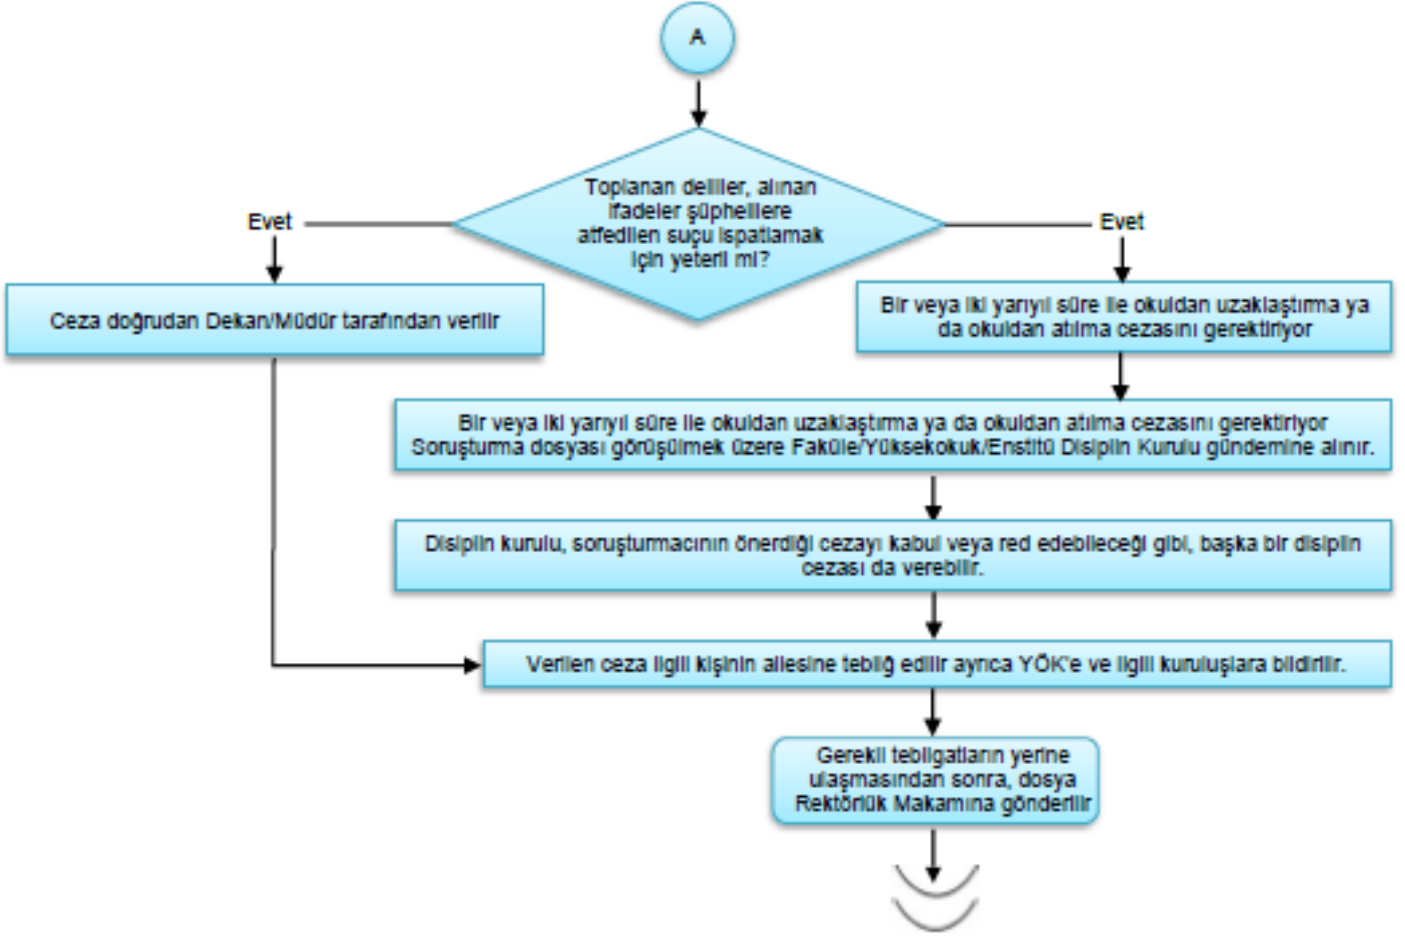 A
Toplanan deliller, alınan
ifadeler şüphelilere
atfedilen suçu ispatlamak
için yeterli mi?
Evet
Evet
Ceza doğrudan Dekan/Müdür tarafından verilir
Bir veya iki yarıyıl süre ile okuldan uzaklaştırma ya
da okuldan atılma cezasını gerektiriyor
Bir veya iki yarıyıl süre ile okuldan uzaklaştırma ya da okuldan atılma cezasını gerektiriyor
Soruşturma dosyası görüşülmek üzere Faküle/Yüksekokuk/Enstitü Disiplin Kurulu gündemine alınır.
Disiplin kurulu, soruşturmacının önerdiği cezayı kabul veya red edebileceği gibi, başka bir disiplin
cezası da verebilir.
Verilen ceza ilgili kişinin ailesine tebliğ edilir ayrıca YÖK'e ve ilgili kuruluşlara bildirilir.
Gerekli tebligatların yerine
ulaşmasından sonra, dosya
Rektörlük Makamına gönderilir